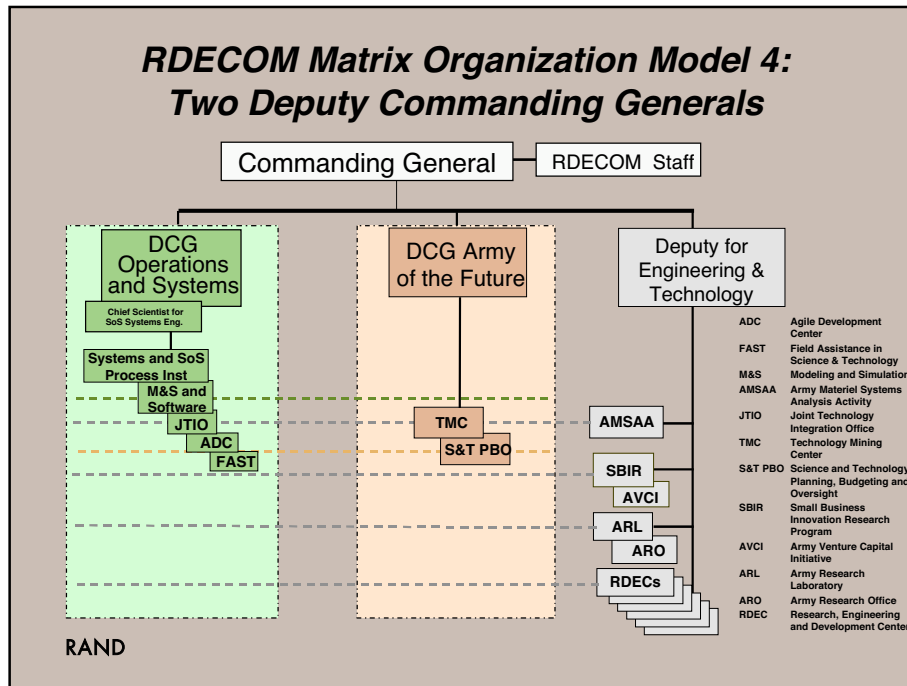 RDECOM Matrix Organization Model 4:
Two Deputy Commanding Generals
Commanding General
RDECOM Staff
DCG
Operations
and Systems
Chief Scientist for
SoS Systems Eng.
Systems and SoS
Process Inst
M&S and
Software
JTIO
ADC
FAST
DCG Army
of the Future
TMC
S&T PBO
Deputy for
Engineering &
Technology
AMSAA
SBIR
AVCI
ARL
ARO
RDECs
ADC Agile Development
Center
FAST Field Assistance in
Science & Technology
M&S Modeling and Simulation
AMSAA Army Materiel Systems
Analysis Activity
JTIO Joint Technology
Integration Office
TMC Technology Mining
Center
S&T PBO Science and Technology
Planning, Budgeting and
Oversight
SBIR Small Business
Innovation Research
Program
AVCI Army Venture Capital
Initiative
ARL Army Research
Laboratory
ARO Army Research Office
RDEC Research, Engineering
and Development Center
RAND